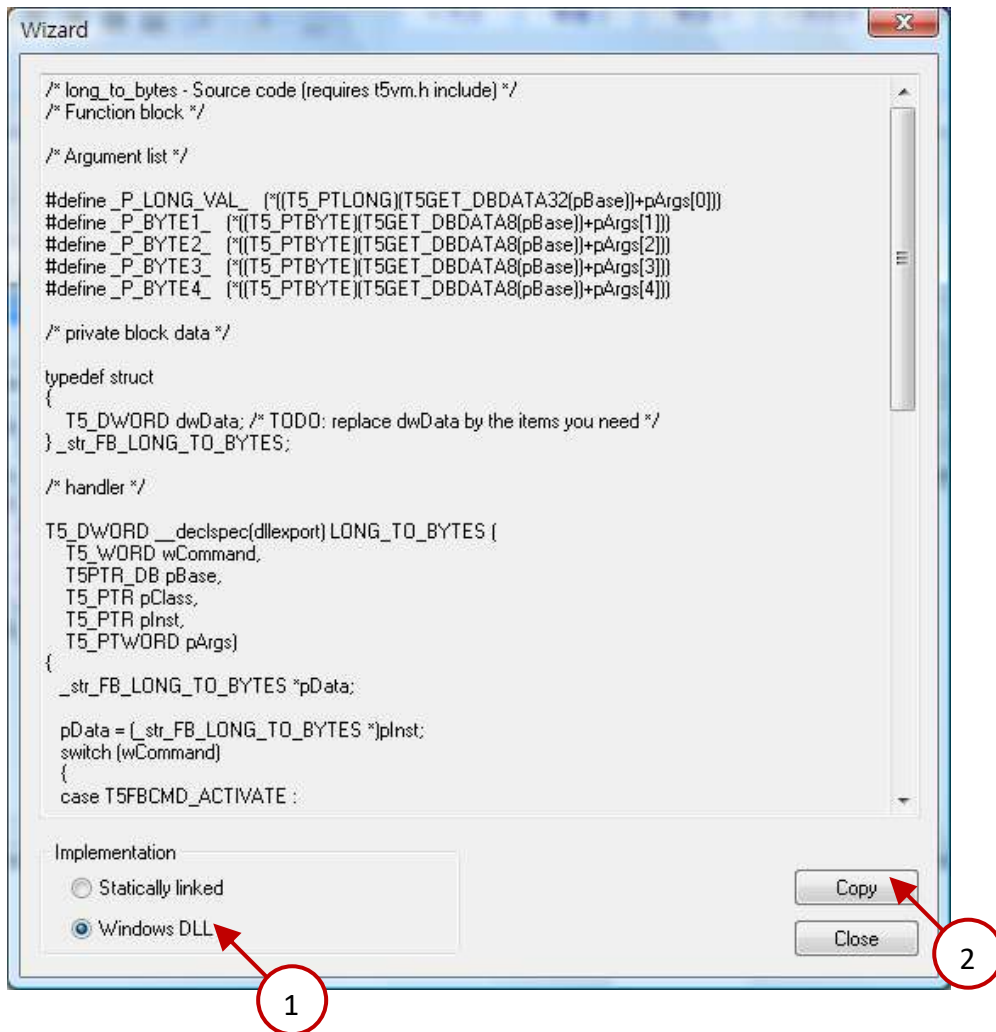 Wizard
/* long_to_bytes - Source code (requires t5vm.h include) */
/* Function block */
/* Argument list */
#define _P_LONG_VAL_ (*((T5_PTLONG)(T5GET_DBDATA32(pBase))+pArgs[0]))
#define _P_BYTE1_ (*((T5_PTBYTE)(T5GET_DBDATA8(pBase))+pArgs[1]))
#define _P_BYTE2_ (*((T5_PTBYTE)(T5GET_DBDATA8(pBase))+pArgs[2]))
#define _P_BYTE3_ (*((T5_PTBYTE)(T5GET_DBDATA8(pBase))+pArgs[3]))
#define _P_BYTE4_ (*((T5_PTBYTE)(T5GET_DBDATA8(pBase))+pArgs[4]))
/* private block data */
typedef struct
{
T5_DWORD dwData; /* TODO: replace dwData by the items you need */
} _str_FB_LONG_TO_BYTES;
/* handler */
T5_DWORD __declspec(dllexport) LONG_TO_BYTES (
T5_WORD wCommand,
T5PTR_DB pBase,
T5_PTR pClass,
T5_PTR pInst,
T5_PTWORD pArgs)
{
_str_FB_LONG_TO_BYTES *pData;
pData = (_str_FB_LONG_TO_BYTES *)pInst;
switch (wCommand)
{
case T5FBCMD_ACTIVATE :
Implementation
Statically linked
Windows DLL
Copy
Close
1
2